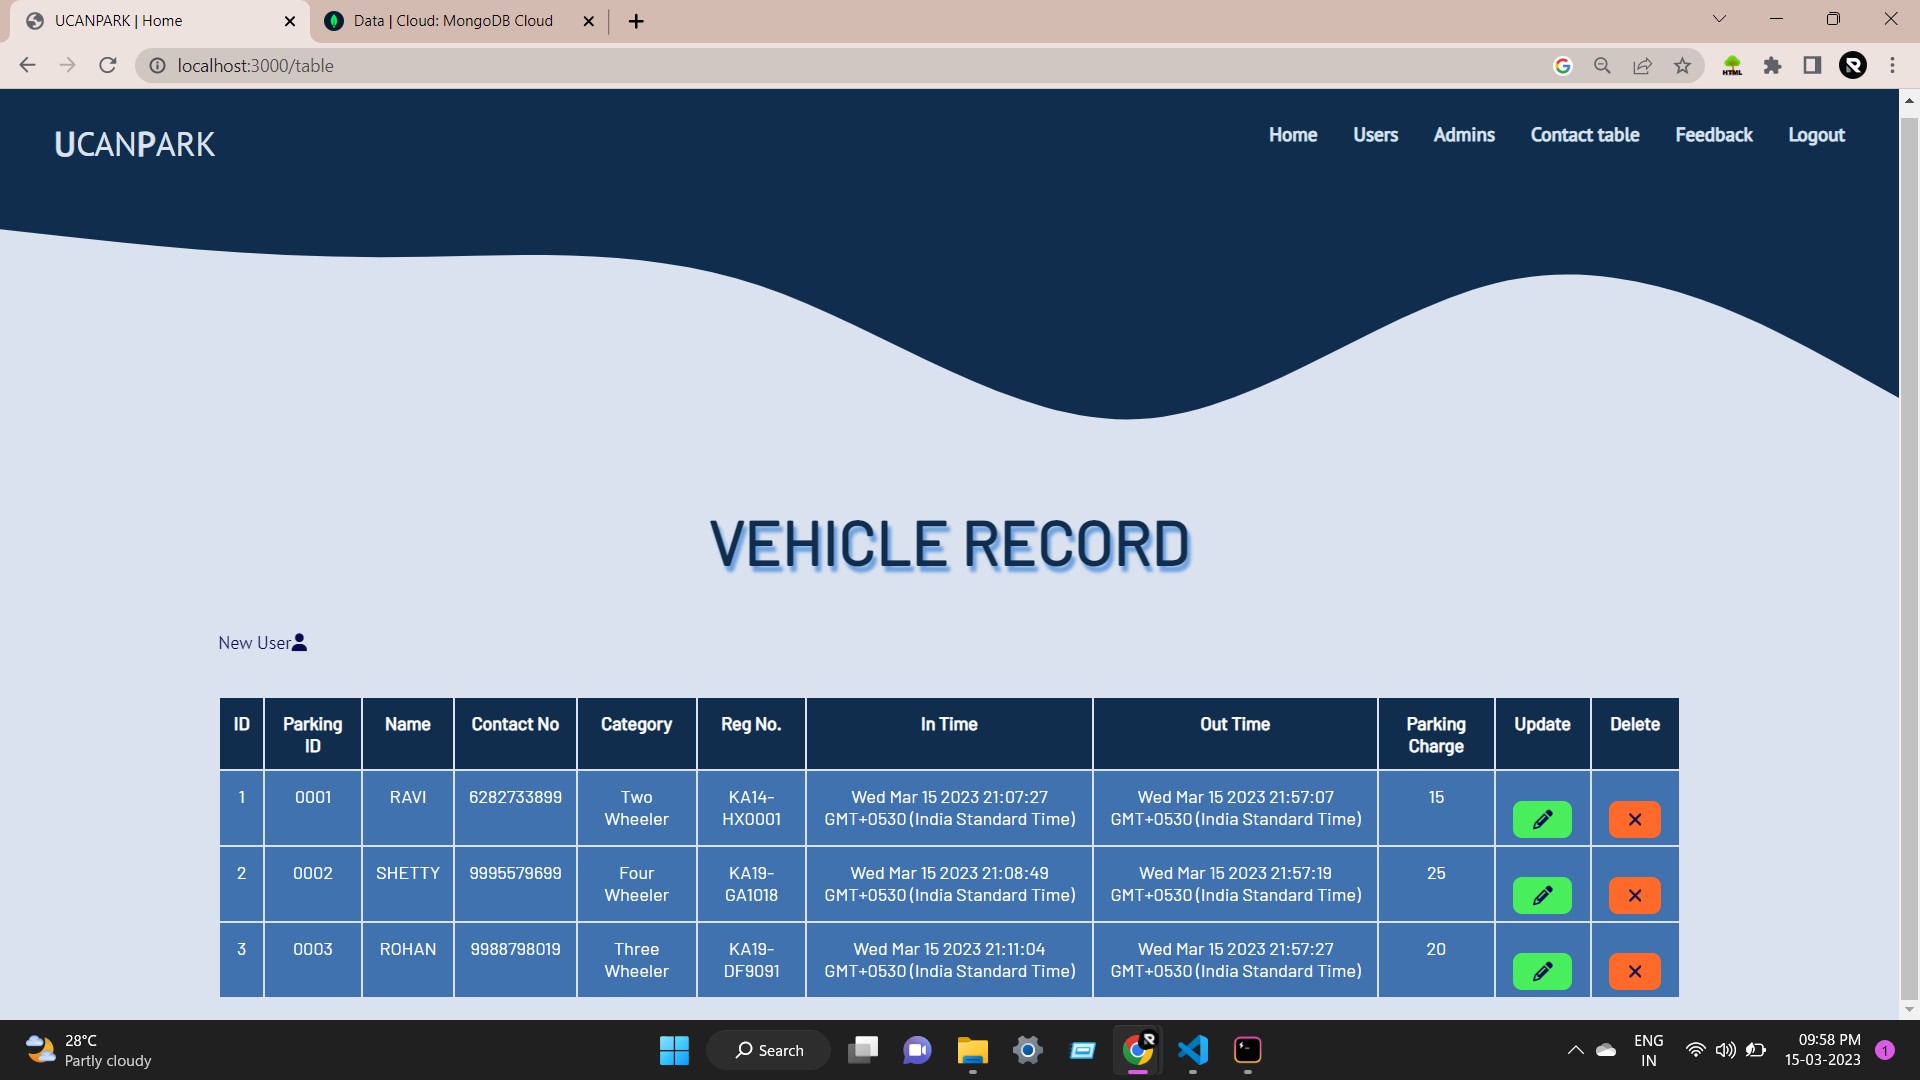 UCANPARK | Home
Data | Cloud: MongoDB Cloud
localhost:3000/table
HTML
UCANPARK
Home Users Admins Contact table Feedback Logout
VEHICLE RECORD
New User
ID Parking ID Name Contact No Category Reg No. In Time Out Time Parking Charge Update Delete
1 0001 RAVI 6282733899 Two Wheeler KA14-HX0001 Wed Mar 15 2023 21:07:27 GMT+0530 (India Standard Time) Wed Mar 15 2023 21:57:07 GMT+0530 (India Standard Time) 15
2 0002 SHETTY 9995579699 Four Wheeler KA19-GA1018 Wed Mar 15 2023 21:08:49 GMT+0530 (India Standard Time) Wed Mar 15 2023 21:57:19 GMT+0530 (India Standard Time) 25
3 0003 ROHAN 9988798019 Three Wheeler KA19-DF9091 Wed Mar 15 2023 21:11:04 GMT+0530 (India Standard Time) Wed Mar 15 2023 21:57:27 GMT+0530 (India Standard Time) 20
28°C
Partly cloudy
Search
ENG
IN
09:58 PM
15-03-2023
1